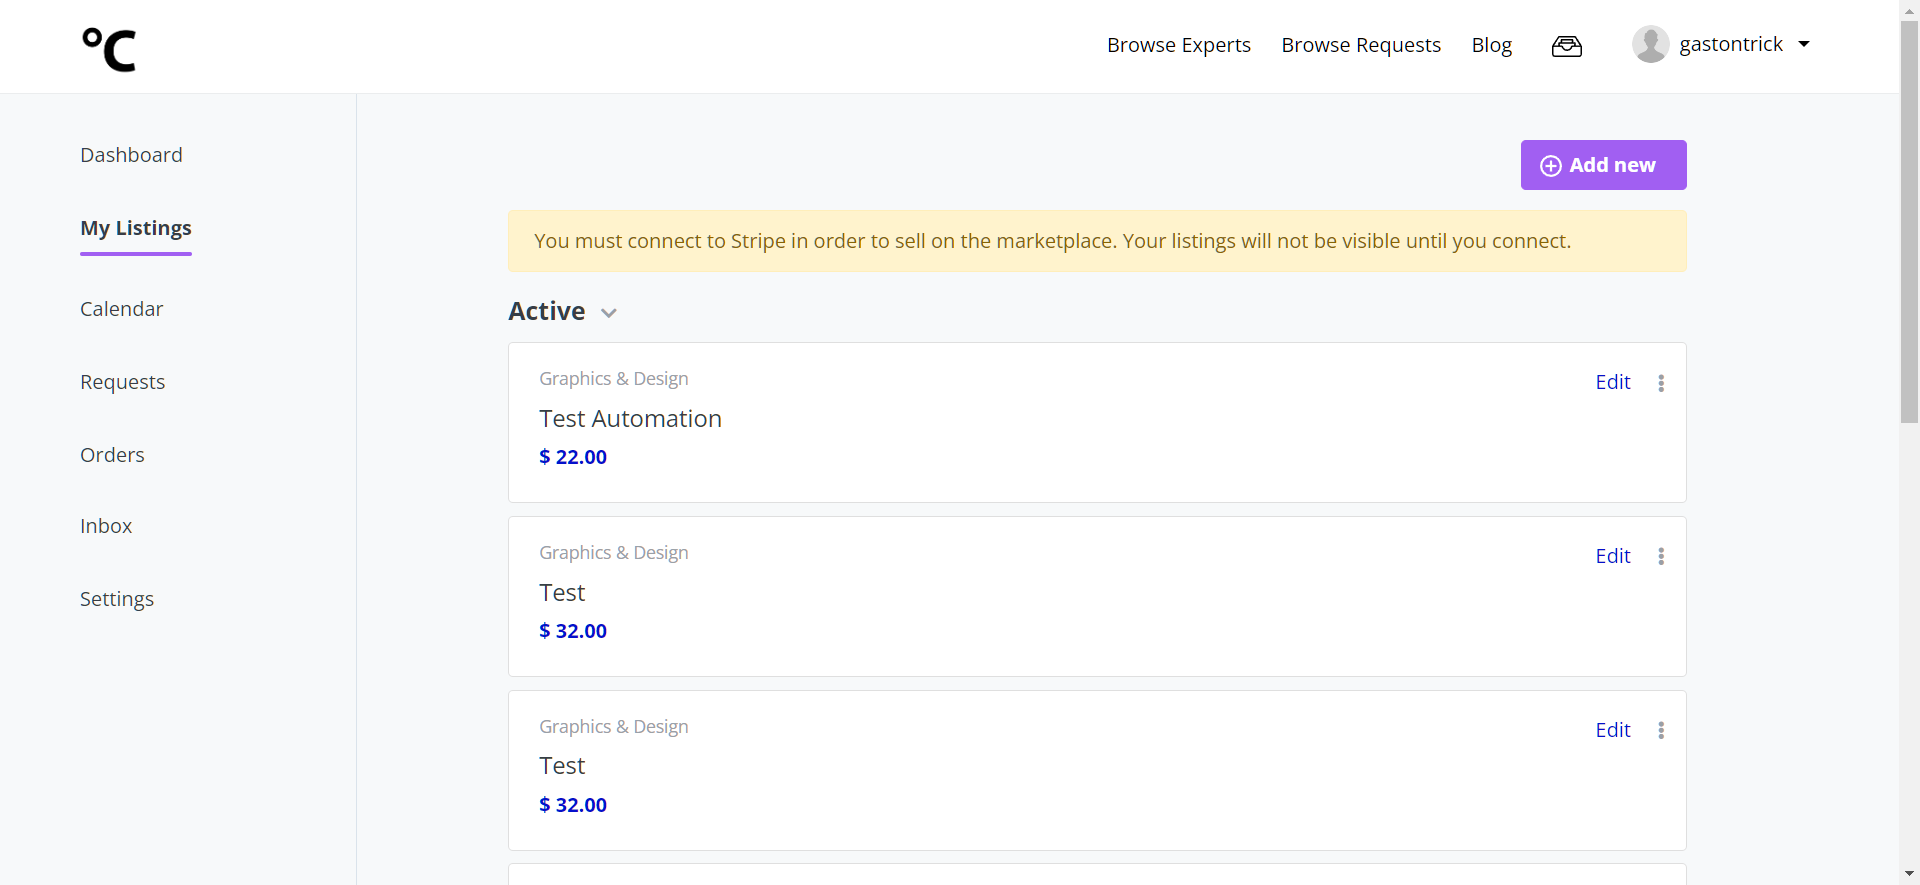 °C
Browse Experts
Browse Requests
Blog
gastontrick
Dashboard
My Listings
Calendar
Requests
Orders
Inbox
Settings
Add new
You must connect to Stripe in order to sell on the marketplace. Your listings will not be visible until you connect.
Active
Graphics & Design
Edit
Test Automation
$ 22.00
Graphics & Design
Edit
Test
$ 32.00
Graphics & Design
Edit
Test
$ 32.00